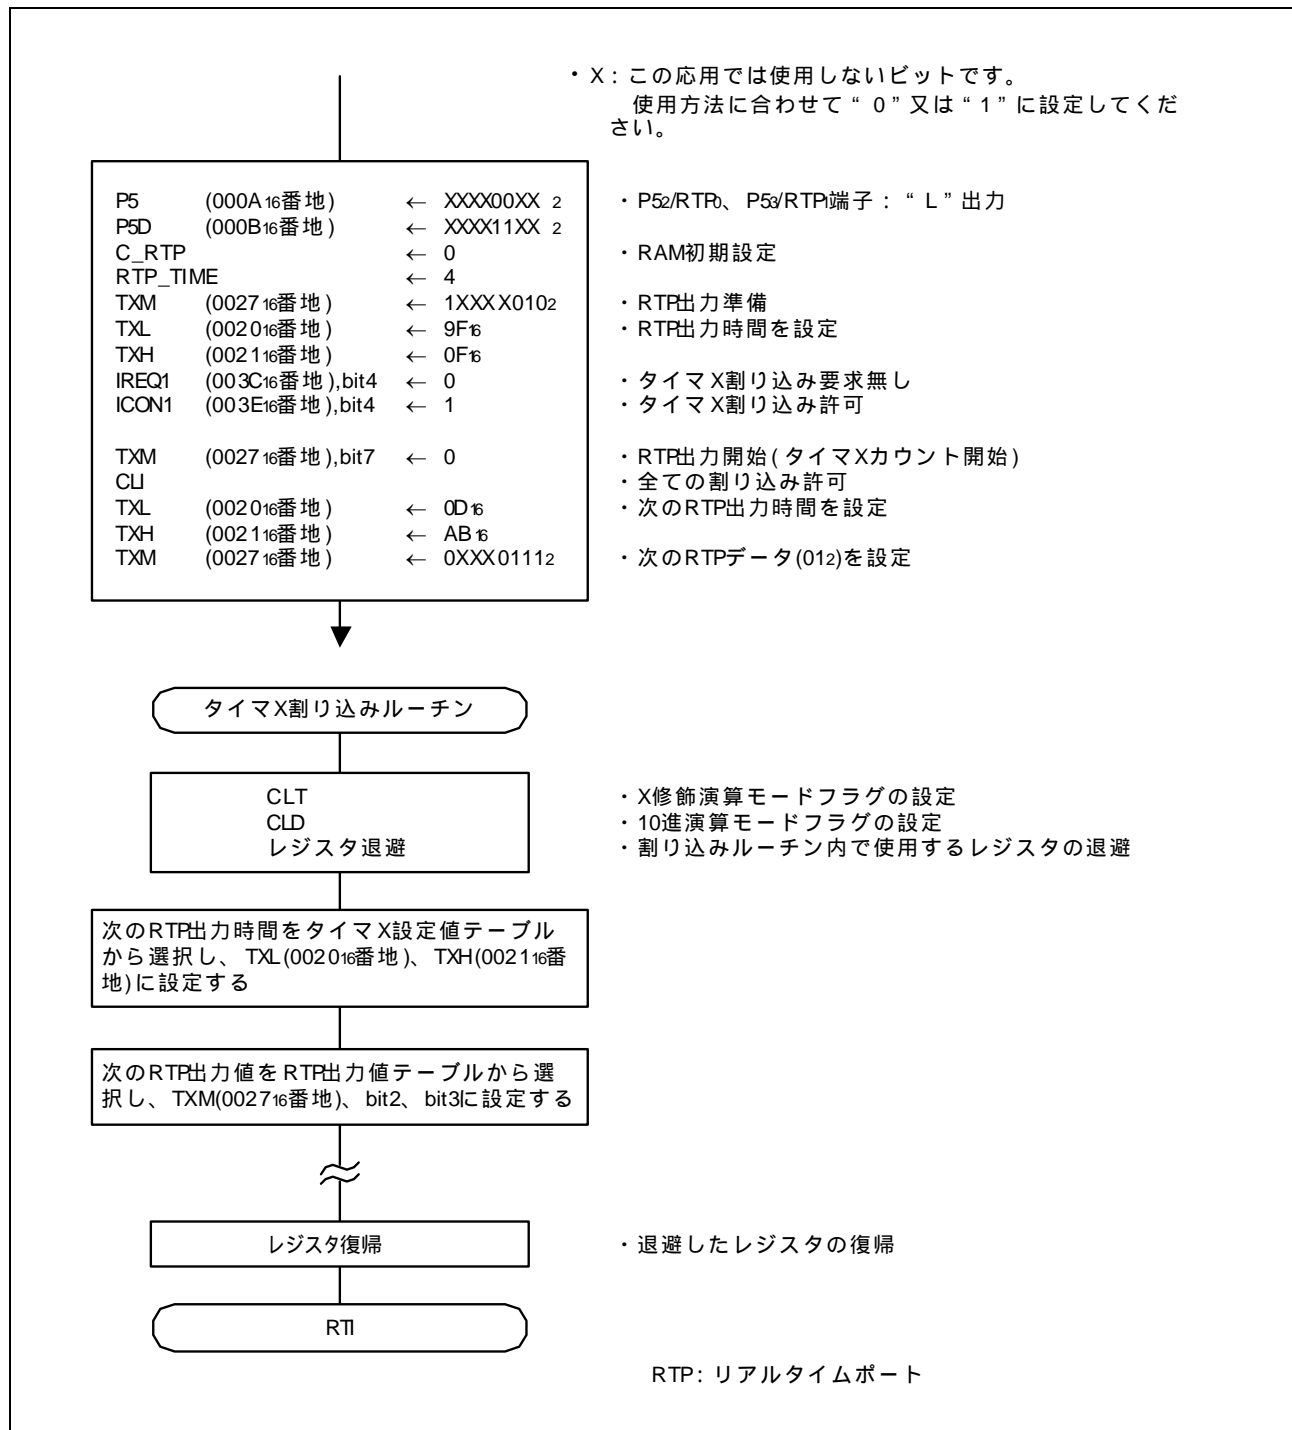 ・X：この応用では使用しないビットです。
使用方法に合わせて“0”又は“1”に設定してくだ
さい。
P5 (000A16番地) ← XXXX00XX2 ・P52/RTP0、P53/RTP1端子：“L”出力
P5D (000B16番地) ← XXXX11XX2
C_RTP ← 0 ・RAM初期設定
RTP_TIME ← 4
TXM (002716番地) ← 1XXXX0102 ・RTP出力準備
TXL (002016番地) ← 9F16 ・RTP出力時間を設定
TXH (002116番地) ← 0F16
IREQ1 (003C16番地),bit4 ← 0 ・タイマX割り込み要求無し
ICON1 (003E16番地),bit4 ← 1 ・タイマX割り込み許可
TXM (002716番地),bit7 ← 0 ・RTP出力開始(タイマXカウント開始)
CLI ・全ての割り込み許可
TXL (002016番地) ← 0D16 ・次のRTP出力時間を設定
TXH (002116番地) ← AB16
TXM (002716番地) ← 0XXX01112 ・次のRTPデータ(012)を設定
タイマX割り込みルーチン
CLT ・X修飾演算モードフラグの設定
CLD ・10進演算モードフラグの設定
レジスタ退避 ・割り込みルーチン内で使用するレジスタの退避
次のRTP出力時間をタイマX設定値テーブル
から選択し、TXL(002016番地)、TXH(002116番
地)に設定する
次のRTP出力値をRTP出力値テーブルから選
択し、TXM(002716番地)、bit2、bit3に設定する
レジスタ復帰 ・退避したレジスタの復帰
RTI
RTP：リアルタイムポート